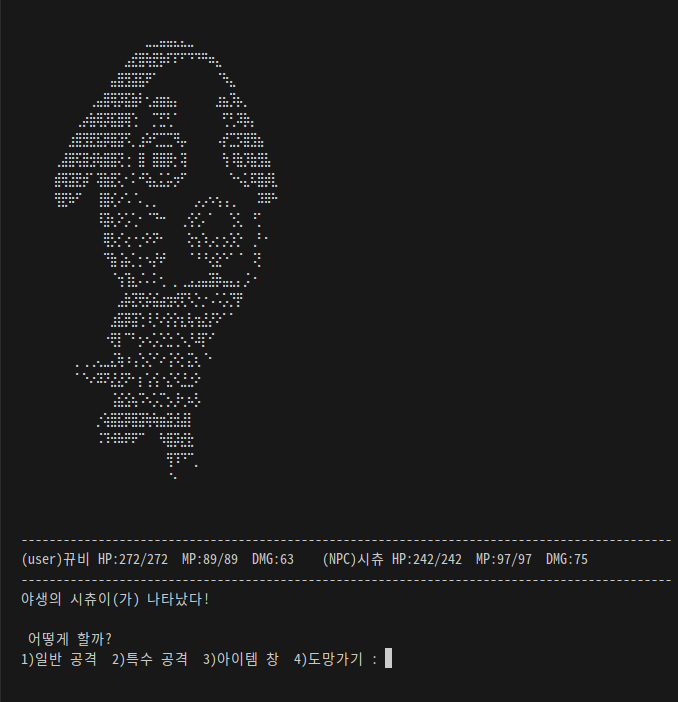 (user)뀨비 HP:272/272 MP:89/89 DMG:63 (NPC)시츄 HP:242/242 MP:97/97 DMG:75
야생의 시츄이(가) 나타났다!
어떻게 할까?
1)일반 공격 2)특수 공격 3)아이템 창 4)도망가기 :